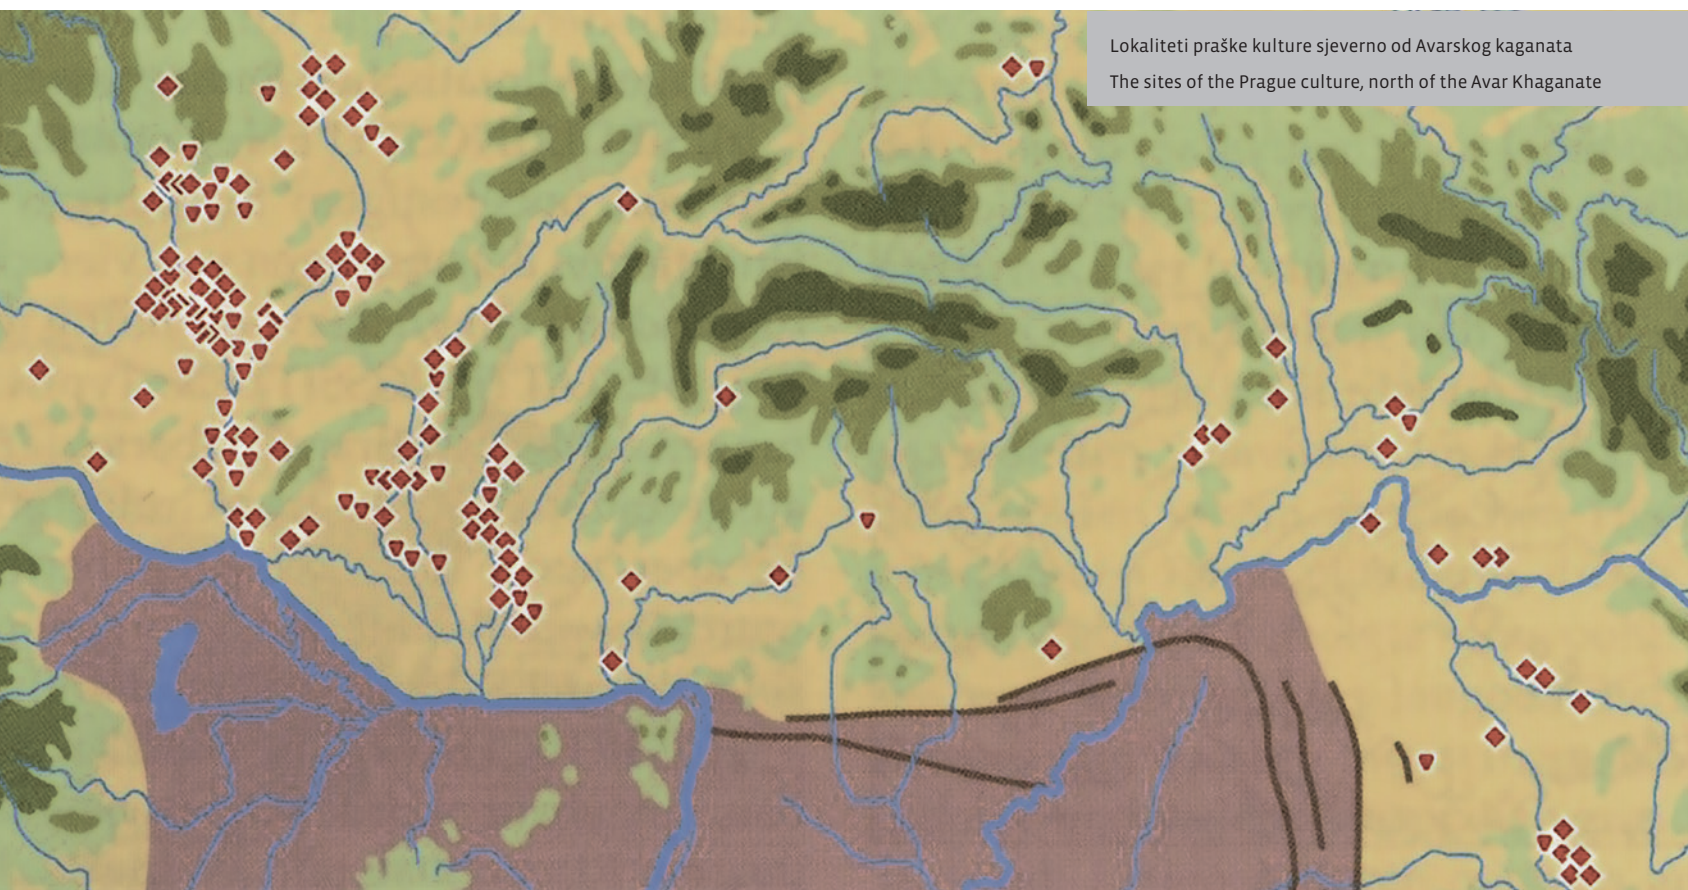 Lokaliteti praške kulture sjeverno od Avarskog kaganata
The sites of the Prague culture, north of the Avar Khaganate